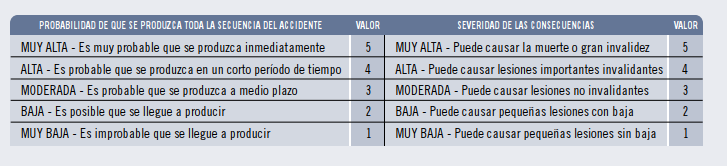 PROBABILIDAD DE QUE SE PRODUZCA TODA LA SECUENCIA DEL ACCIDENTE VALOR SEVERIDAD DE LAS CONSECUENCIAS VALOR
MUY ALTA - Es muy probable que se produzca inmediatamente 5 MUY ALTA - Puede causar la muerte o gran invalidez 5
ALTA - Es probable que se produzca en un corto período de tiempo 4 ALTA - Puede causar lesiones importantes invalidantes 4
MODERADA - Es probable que se produzca a medio plazo 3 MODERADA - Puede causar lesiones no invalidantes 3
BAJA - Es posible que se llegue a producir 2 BAJA - Puede causar pequeñas lesiones con baja 2
MUY BAJA - Es improbable que se llegue a producir 1 MUY BAJA - Puede causar pequeñas lesiones sin baja 1